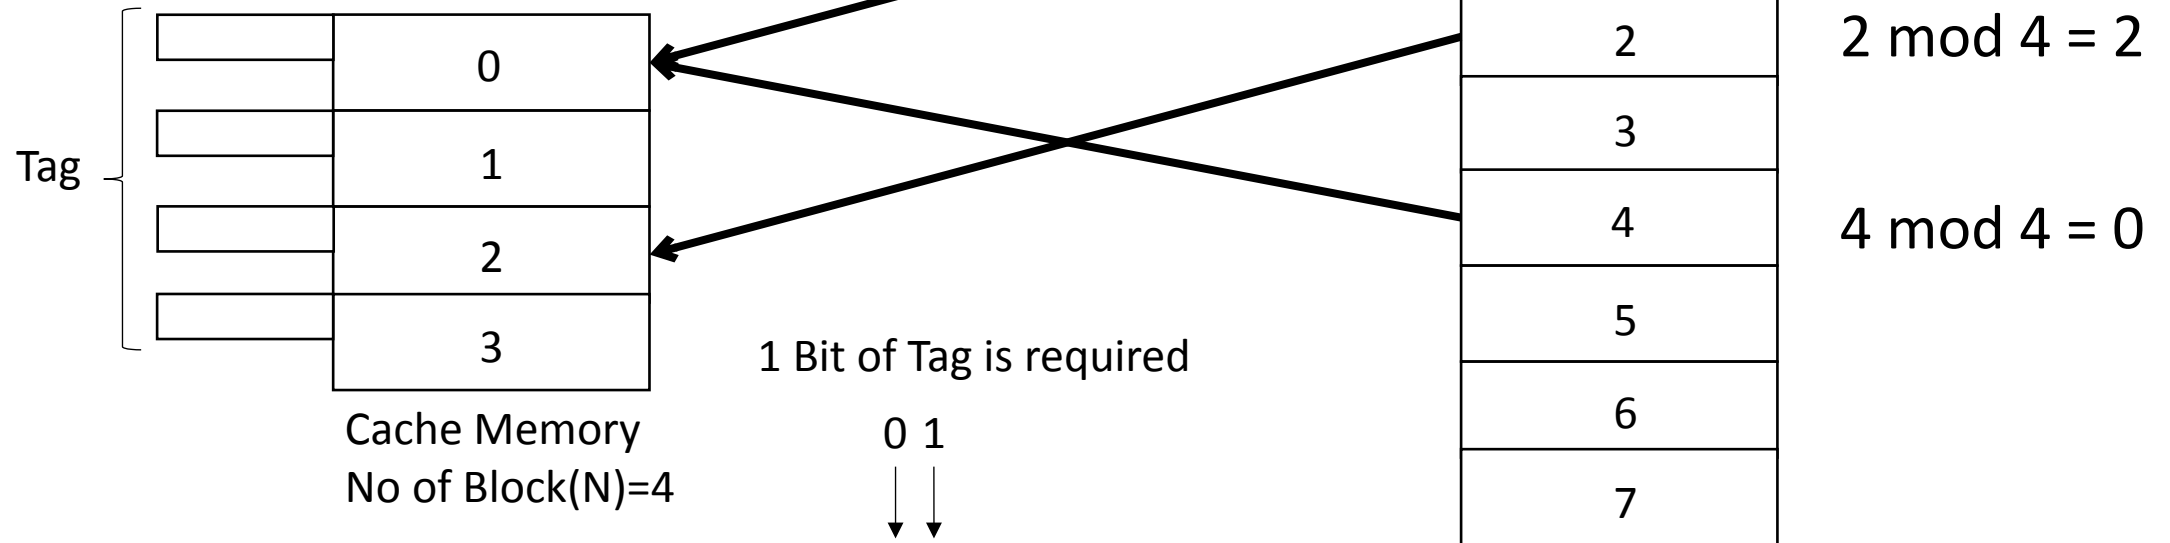 Tag
0
1
2
3
Cache Memory
No of Block(N)=4
1 Bit of Tag is required
0 1
2
3
4
5
6
7
2 mod 4 = 2
4 mod 4 = 0